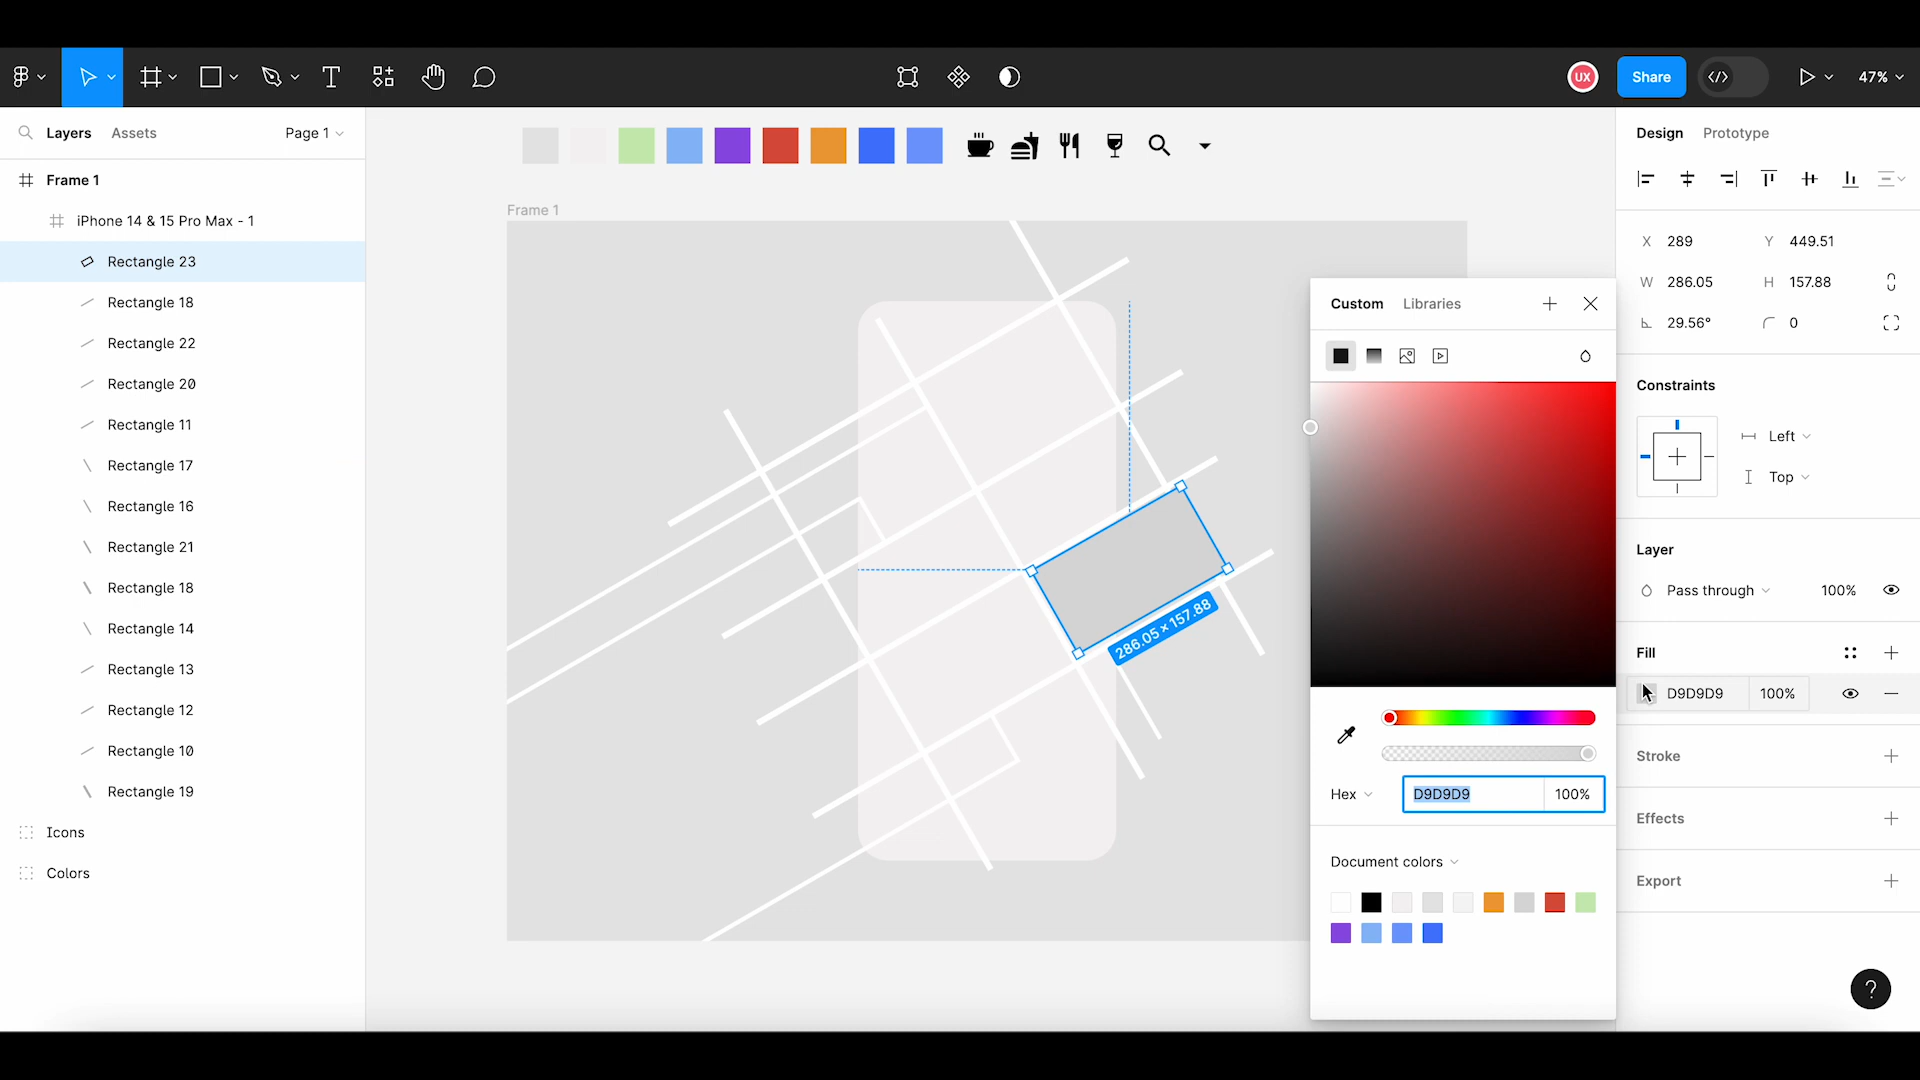 UX
Share
47%
Layers
Assets
Page 1
Frame 1
iPhone 14 & 15 Pro Max - 1
Rectangle 23
Rectangle 18
Rectangle 22
Rectangle 20
Rectangle 11
Rectangle 17
Rectangle 16
Rectangle 21
Rectangle 18
Rectangle 14
Rectangle 13
Rectangle 12
Rectangle 10
Rectangle 19
Icons
Colors
Frame 1
286.05 × 157.88
Custom
Libraries
Hex
D9D9D9
100%
Document colors
Design
Prototype
X 289
Y 449.51
W 286.05
H 157.88
29.56°
0
Constraints
Left
Top
Layer
Pass through
100%
Fill
D9D9D9
100%
Stroke
Effects
Export
?